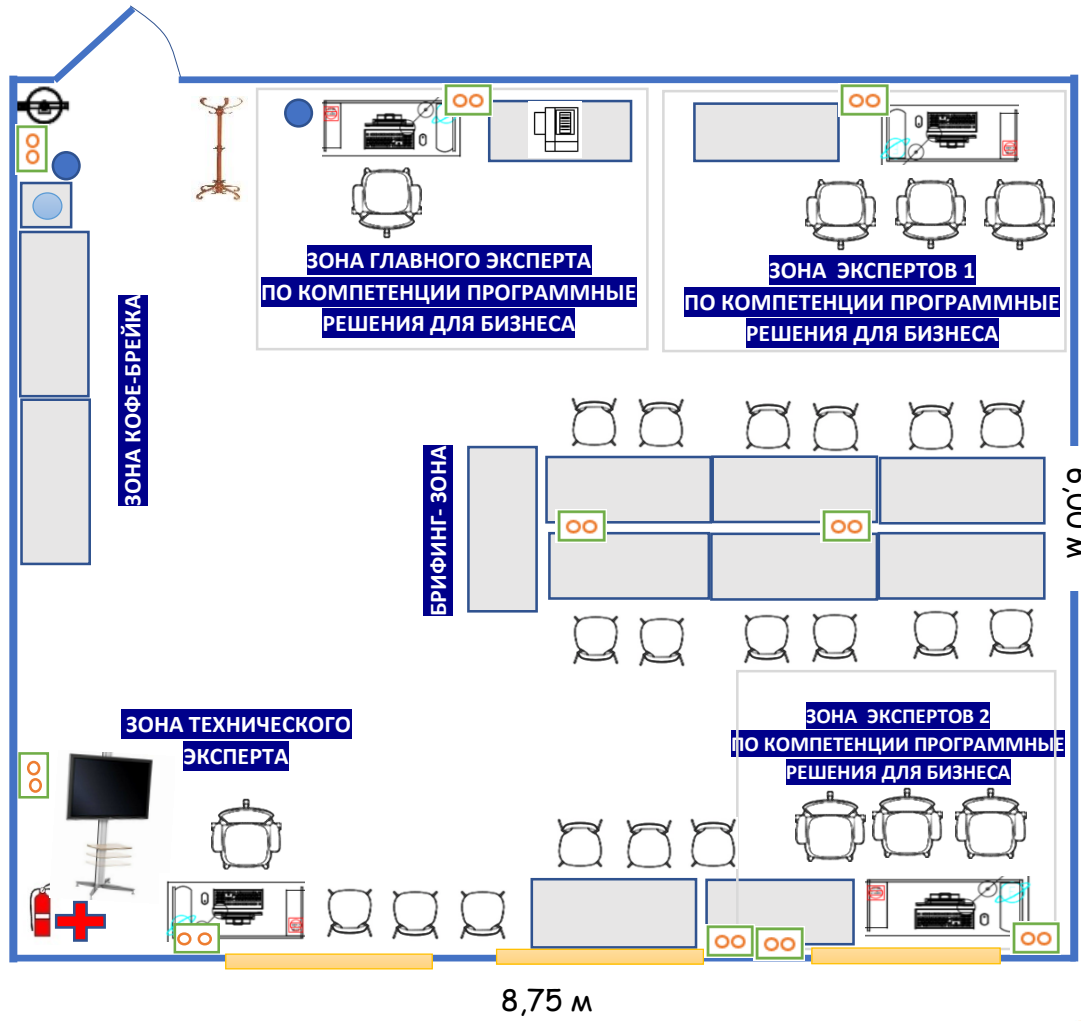 ЗОНА ГЛАВНОГО ЭКСПЕРТА
ПО КОМПЕТЕНЦИИ ПРОГРАММНЫЕ
РЕШЕНИЯ ДЛЯ БИЗНЕСА
ЗОНА ЭКСПЕРТОВ 1
ПО КОМПЕТЕНЦИИ ПРОГРАММНЫЕ
РЕШЕНИЯ ДЛЯ БИЗНЕСА
ЗОНА КОФЕ-БРЕЙКА
БРИФИНГ- ЗОНА
6,00 м
ЗОНА ТЕХНИЧЕСКОГО
ЭКСПЕРТА
ЗОНА ЭКСПЕРТОВ 2
ПО КОМПЕТЕНЦИИ ПРОГРАММНЫЕ
РЕШЕНИЯ ДЛЯ БИЗНЕСА
8,75 м